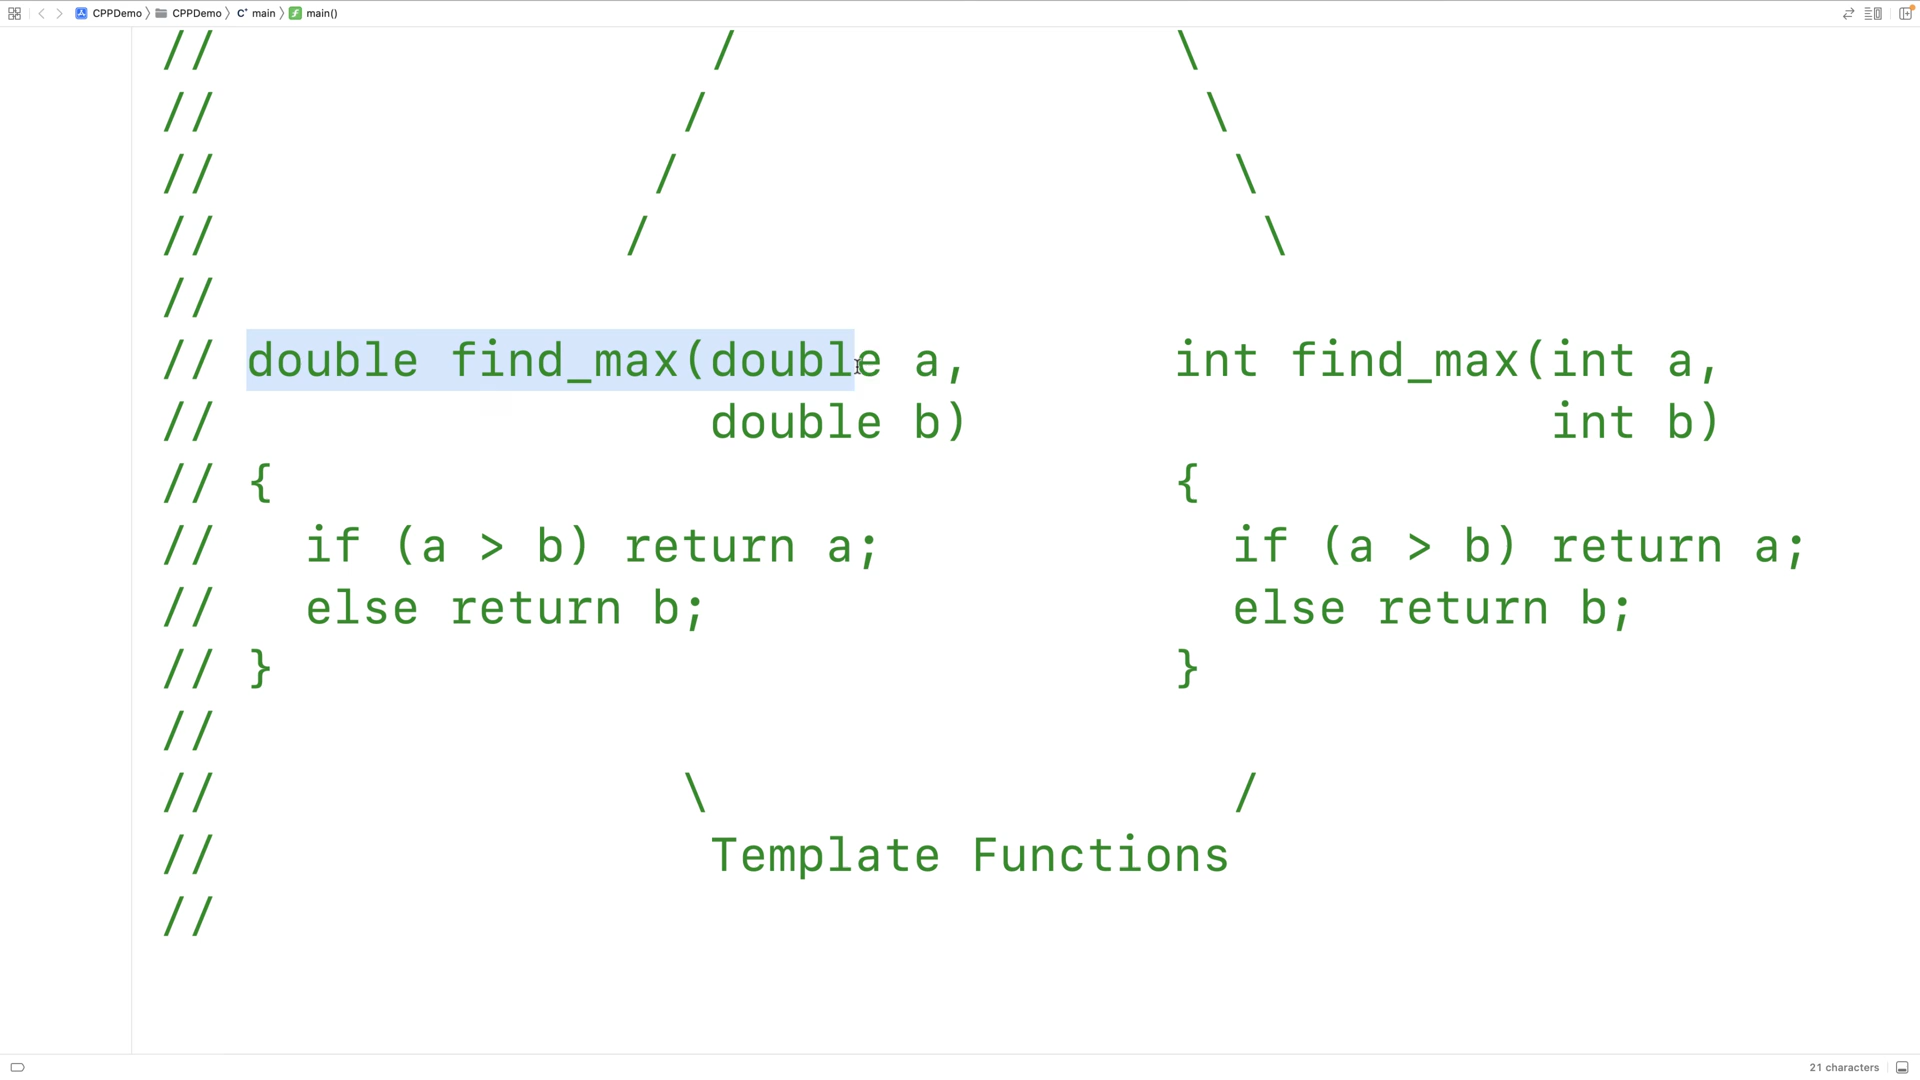 CPPDemo CPPDemo C+ main f main()
// / \
// / \
// / \
// / \
//
// double find_max(double a, int find_max(int a,
// double b) int b)
// { {
// if (a > b) return a; if (a > b) return a;
// else return b; else return b;
// } }
//
// \ /
// Template Functions
//
21 characters